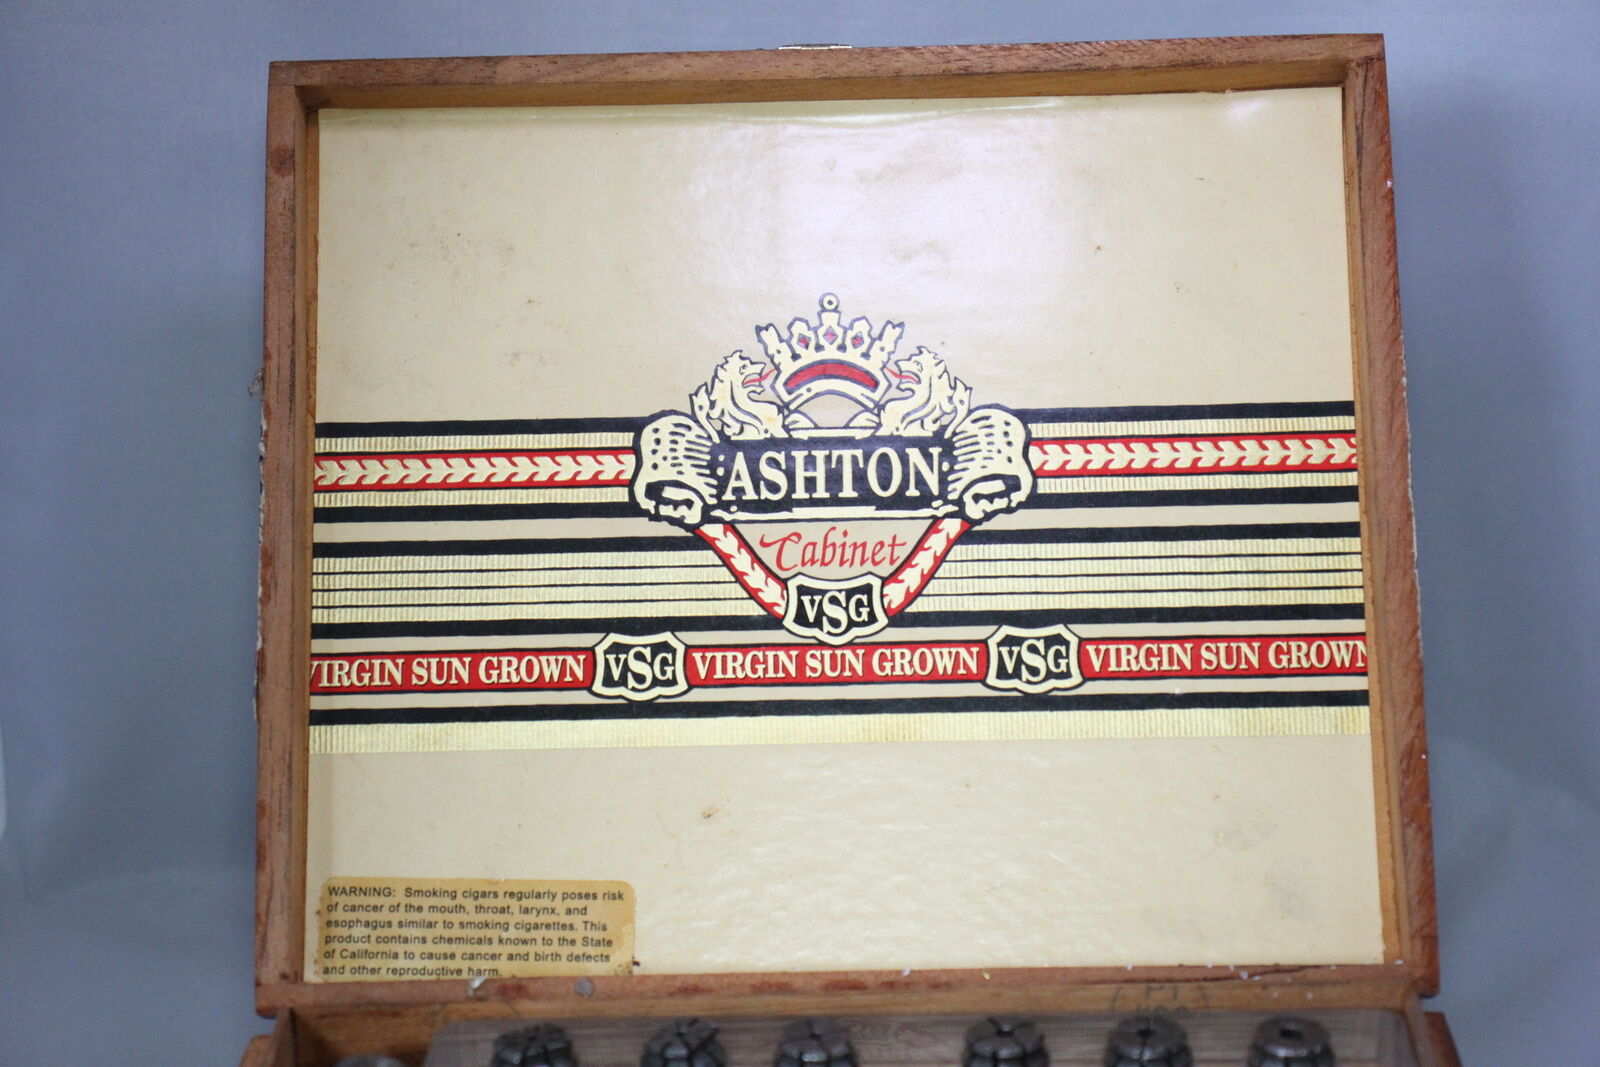 ASHTON
Cabinet
VSG
VIRGIN SUN GROWN VSG VIRGIN SUN GROWN VSG VIRGIN SUN GROWN
WARNING: Smoking cigars regularly poses risk
of cancer of the mouth, throat, larynx, and
esophagus similar to smoking cigarettes. This
product contains chemicals known to the State
of California to cause cancer and birth defects
and other reproductive harm.